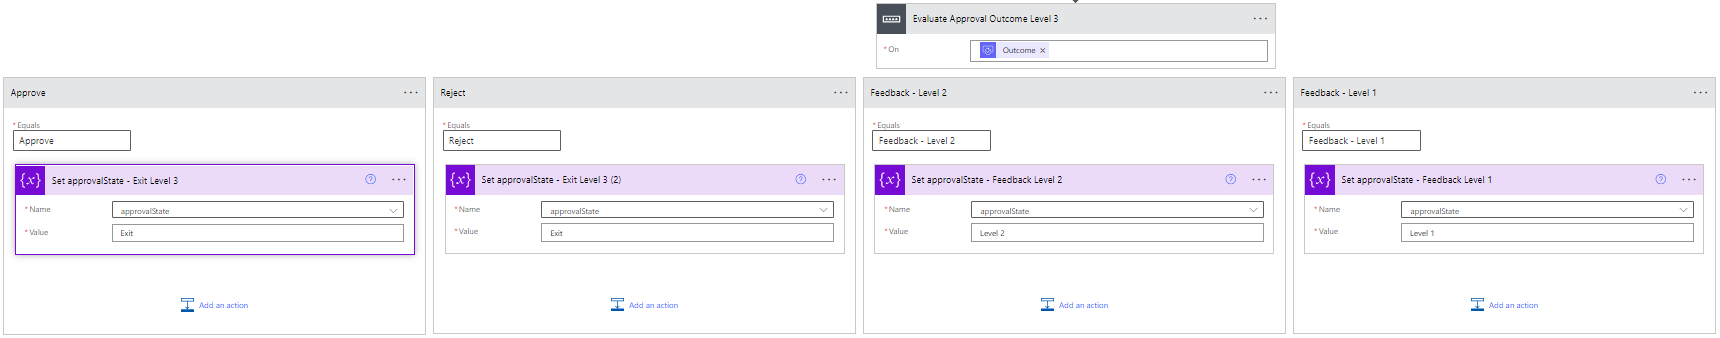 Evaluate Approval Outcome Level 3 ...
* On
Outcome ×
Approve ...
* Equals
Approve
{x} Set approvalState - Exit Level 3 ? ...
* Name approvalState
* Value Exit
Add an action
Reject ...
* Equals
Reject
{x} Set approvalState - Exit Level 3 (2) ? ...
* Name approvalState
* Value Exit
Add an action
Feedback - Level 2 ...
* Equals
Feedback - Level 2
{x} Set approvalState - Feedback Level 2 ? ...
* Name approvalState
* Value Level 2
Add an action
Feedback - Level 1 ...
* Equals
Feedback - Level 1
{x} Set approvalState - Feedback Level 1 ? ...
* Name approvalState
* Value Level 1
Add an action